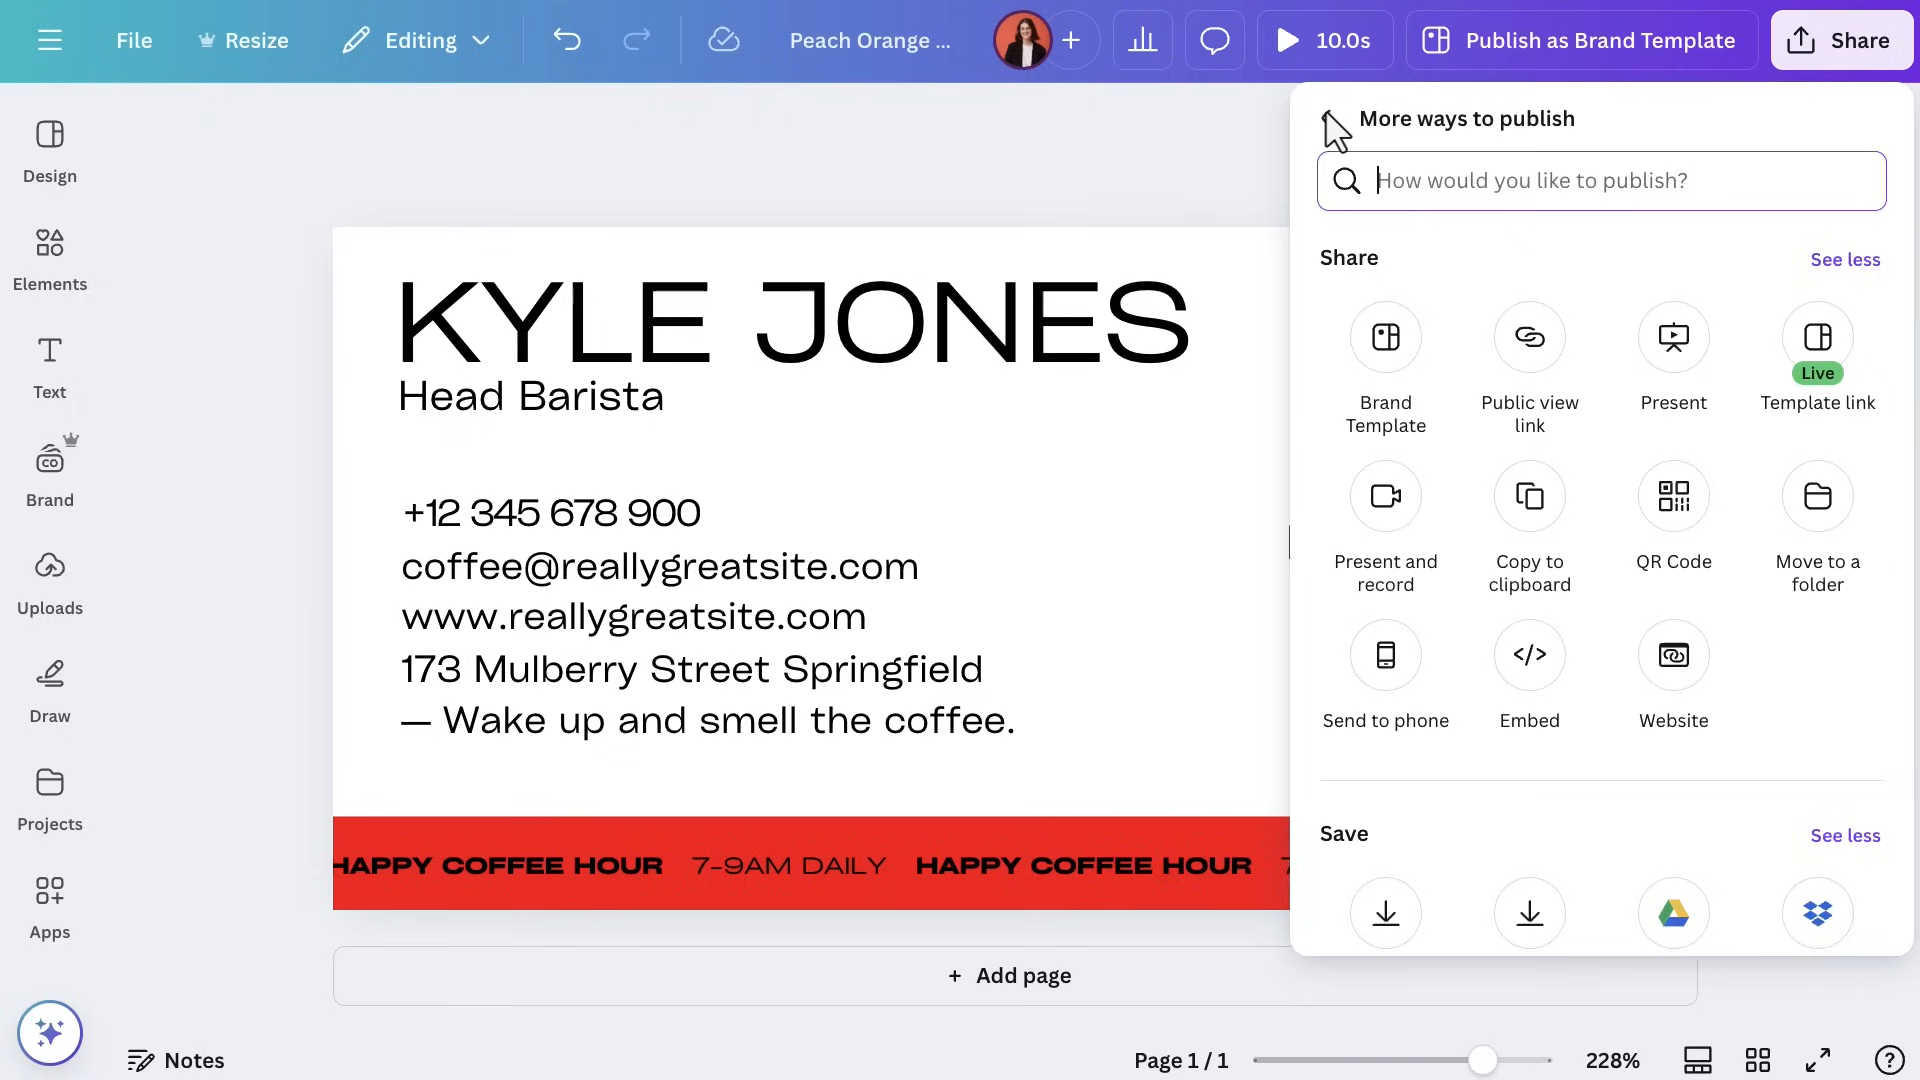 File
Resize
Editing
Peach Orange ...
10.0s
Publish as Brand Template
Share
Design
Elements
Text
CO
Brand
Uploads
Draw
Projects
Apps
KYLE JONES
Head Barista
+12 345 678 900
coffee@reallygreatsite.com
www.reallygreatsite.com
173 Mulberry Street Springfield
— Wake up and smell the coffee.
HAPPY COFFEE HOUR 7-9AM DAILY HAPPY COFFEE HOUR 7
+ Add page
Notes
Page 1 / 1
228%
More ways to publish
How would you like to publish?
Share
See less
Brand
Template
Public view
link
Present
Live
Template link
Present and
record
Copy to
clipboard
QR Code
Move to a
folder
Send to phone
Embed
Website
Save
See less